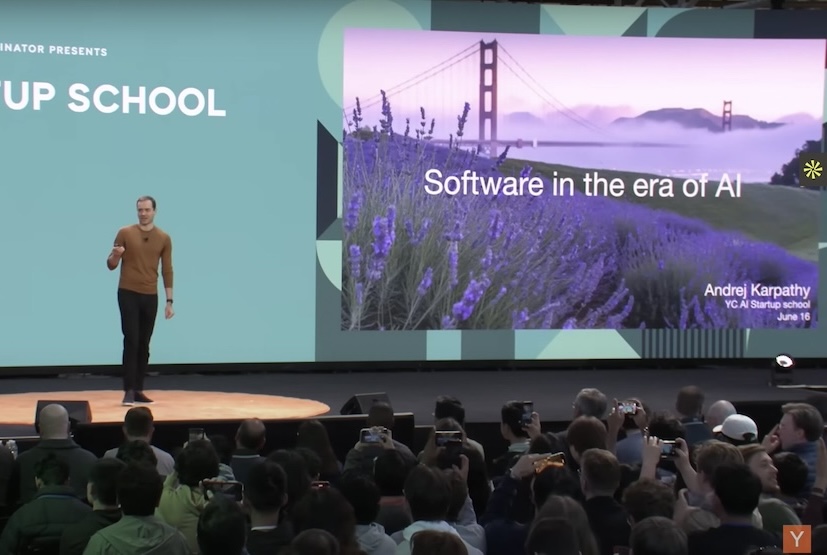 INATOR PRESENTS
UP SCHOOL
Software in the era of AI
Andrej Karpathy
YC AI Startup school
June 16
Y